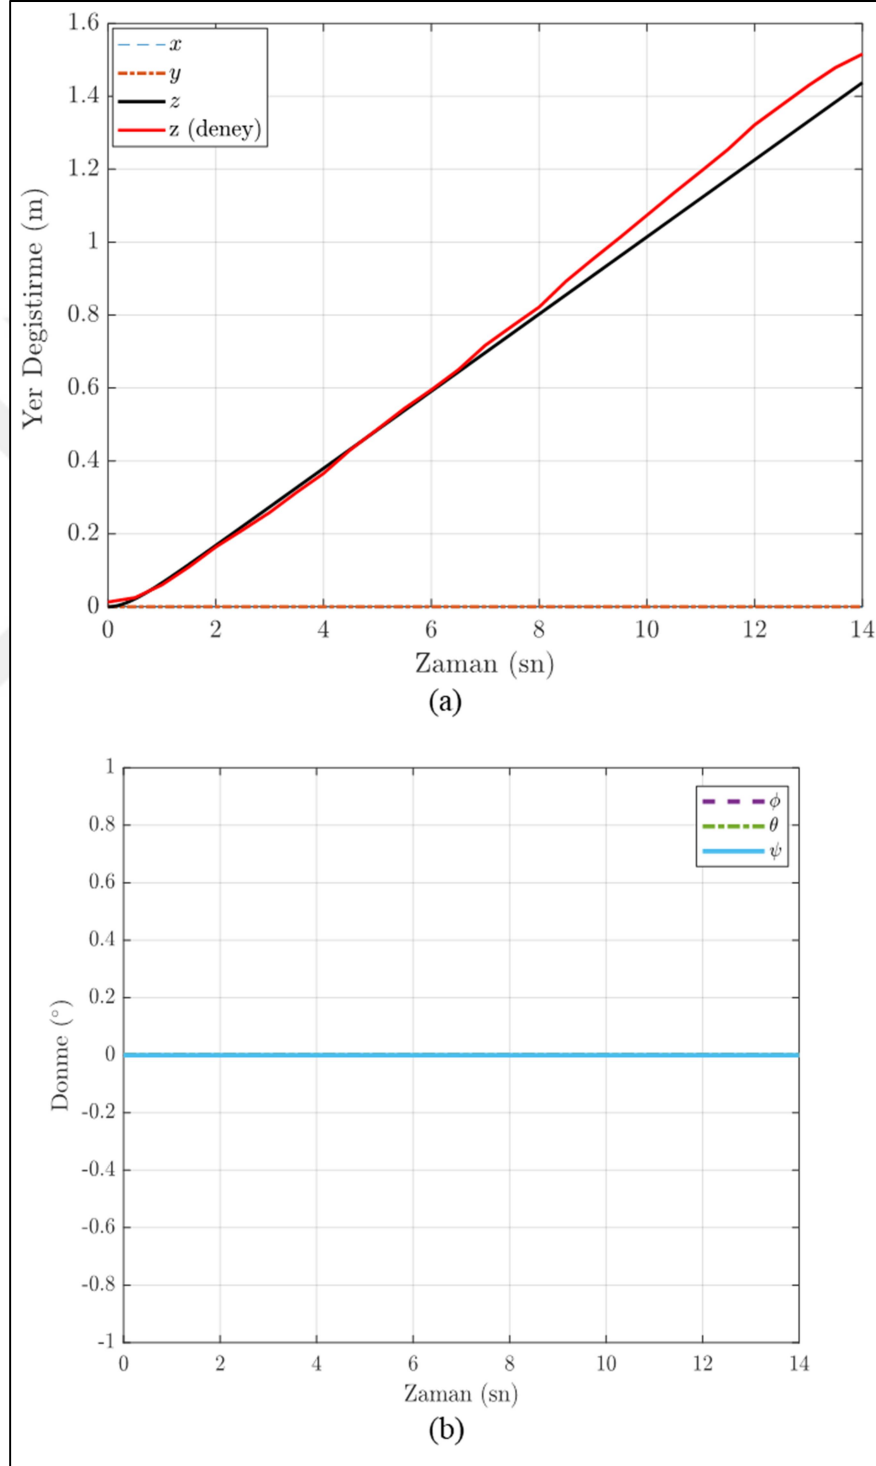 1.6
1.4
1.2
1
0.8
0.6
0.4
0.2
0
x
y
z
z (deney)
Yer Degistirme (m)
0 2 4 6 8 10 12 14
Zaman (sn)
(a)
1
0.8
0.6
0.4
0.2
0
-0.2
-0.4
-0.6
-0.8
-1
ϕ
θ
ψ
Donme (°)
0 2 4 6 8 10 12 14
Zaman (sn)
(b)